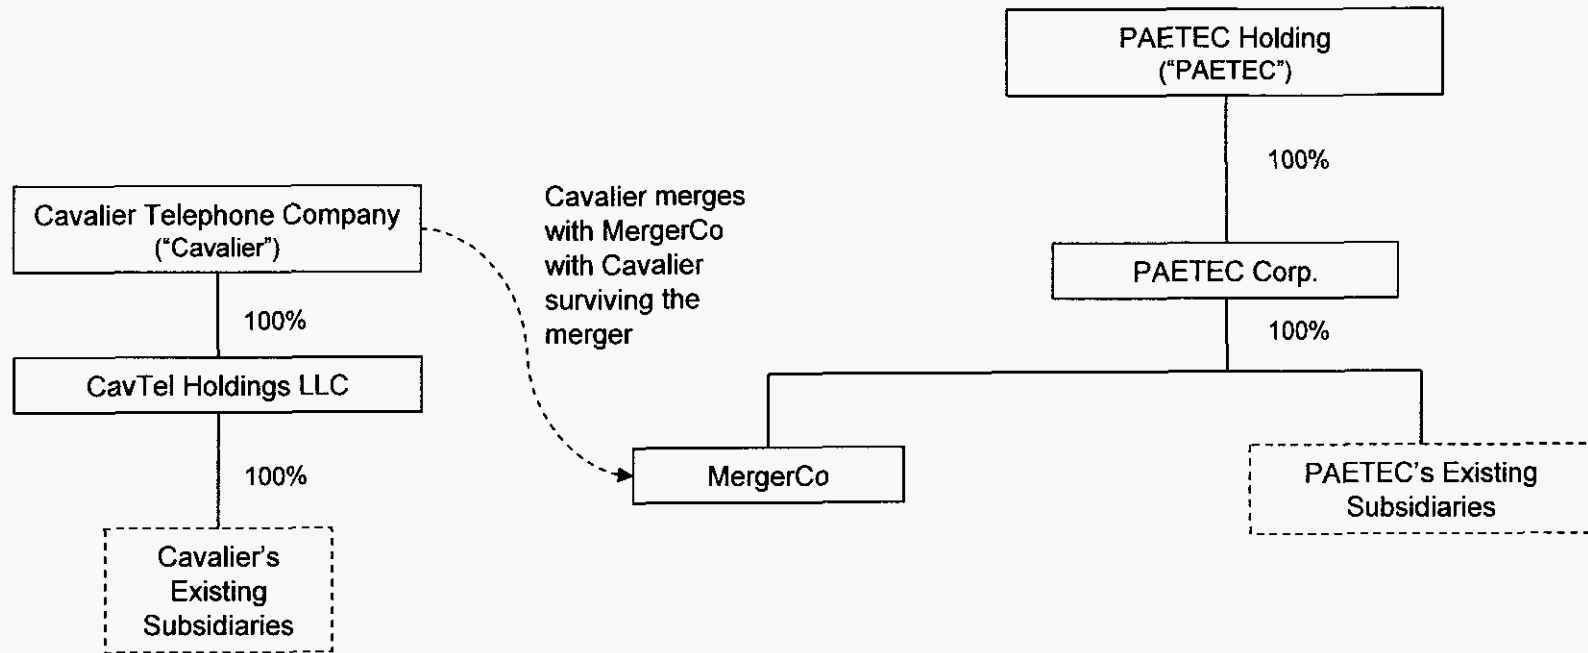 PAETEC Holding
("PAETEC")
100%
PAETEC Corp.
100%
MergerCo
PAETEC's Existing
Subsidiaries
Cavalier Telephone Company
("Cavalier")
100%
CavTel Holdings LLC
100%
Cavalier's
Existing
Subsidiaries
Cavalier merges
with MergerCo
with Cavalier
surviving the
merger